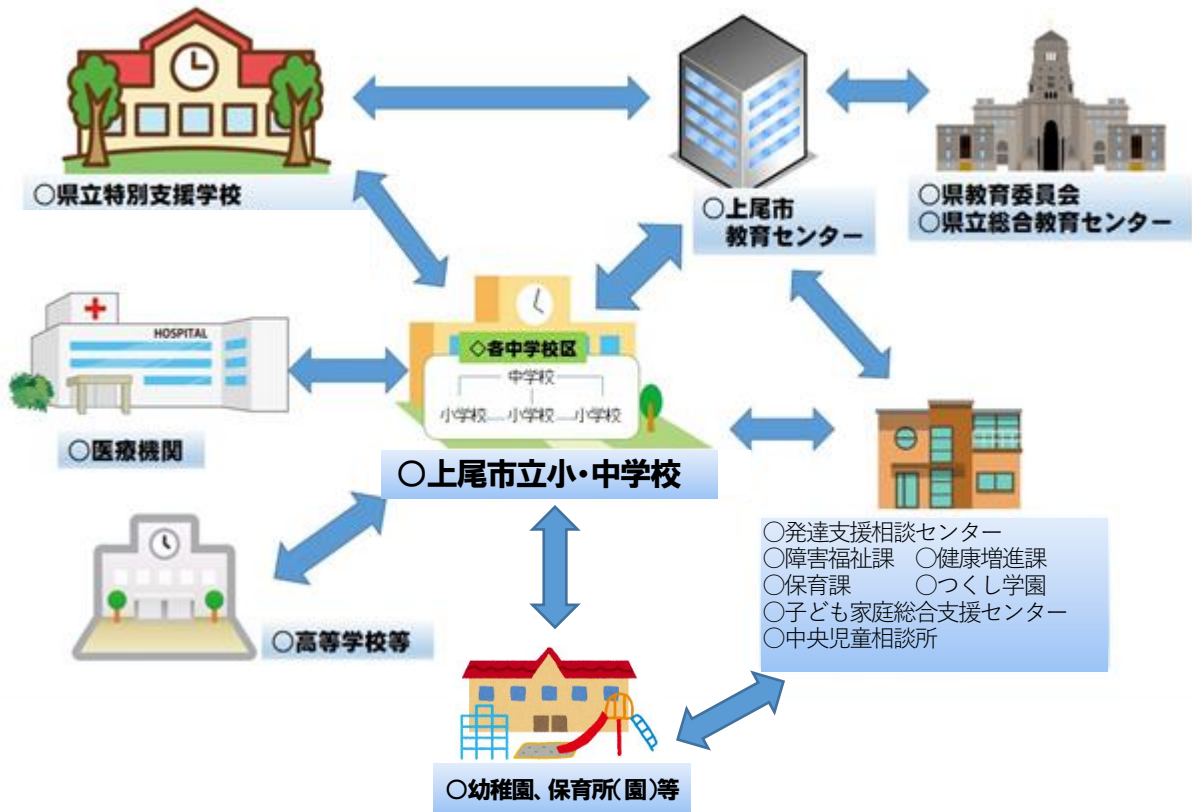 ○県立特別支援学校
○上尾市
教育センター
○県教育委員会
○県立総合教育センター
HOSPITAL
○医療機関
◇各中学校区
中学校
小学校 小学校 小学校
○上尾市立小・中学校
○高等学校等
○発達支援相談センター
○障害福祉課 ○健康増進課
○保育課 ○つくし学園
○子ども家庭総合支援センター
○中央児童相談所
○幼稚園、保育所(園)等